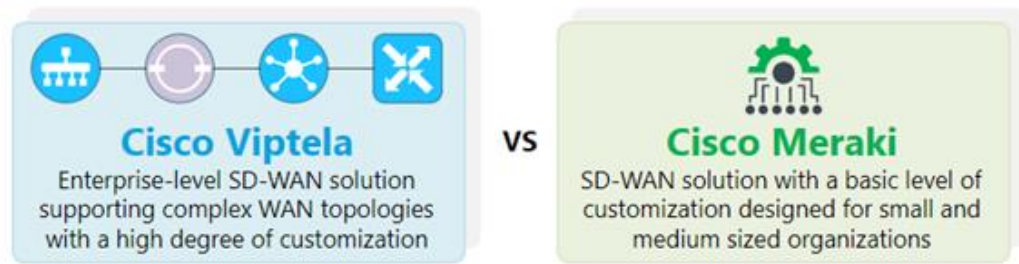 Cisco Viptela
Enterprise-level SD-WAN solution
supporting complex WAN topologies
with a high degree of customization
VS
Cisco Meraki
SD-WAN solution with a basic level of
customization designed for small and
medium sized organizations